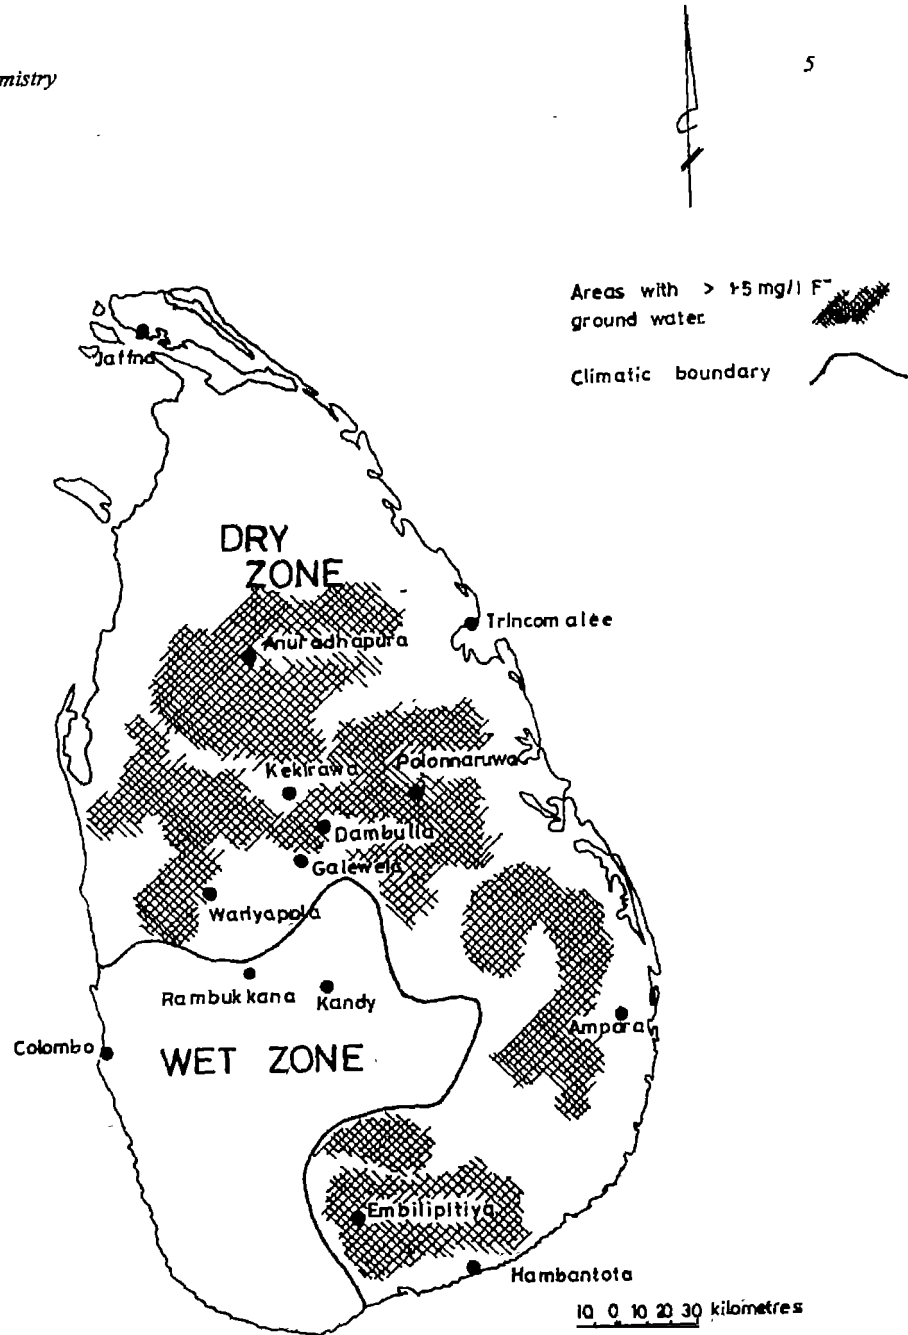 mistry
5
Areas with > 1·5 mg/l F⁻
ground water.
Climatic boundary
Jaffna
DRY
ZONE
Trincomalee
Anuradhapura
Polonnaruwa
Kekirawa
Dambulla
Galewela
Wariyapola
Rambukkana
Kandy
Ampara
Colombo
WET ZONE
Embilipitiya
Hambantota
10 0 10 20 30 kilometres